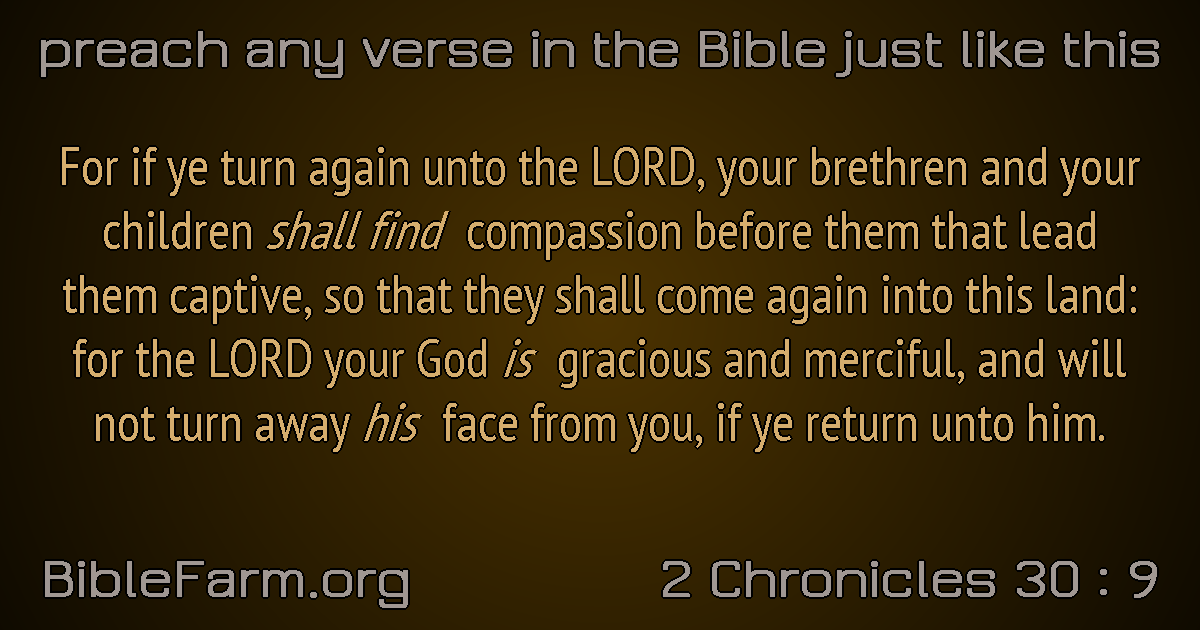 preach any verse in the Bible just like this
For if ye turn again unto the LORD, your brethren and your
children shall find compassion before them that lead
them captive, so that they shall come again into this land:
for the LORD your God is gracious and merciful, and will
not turn away his face from you, if ye return unto him.
BibleFarm.org
2 Chronicles 30 : 9